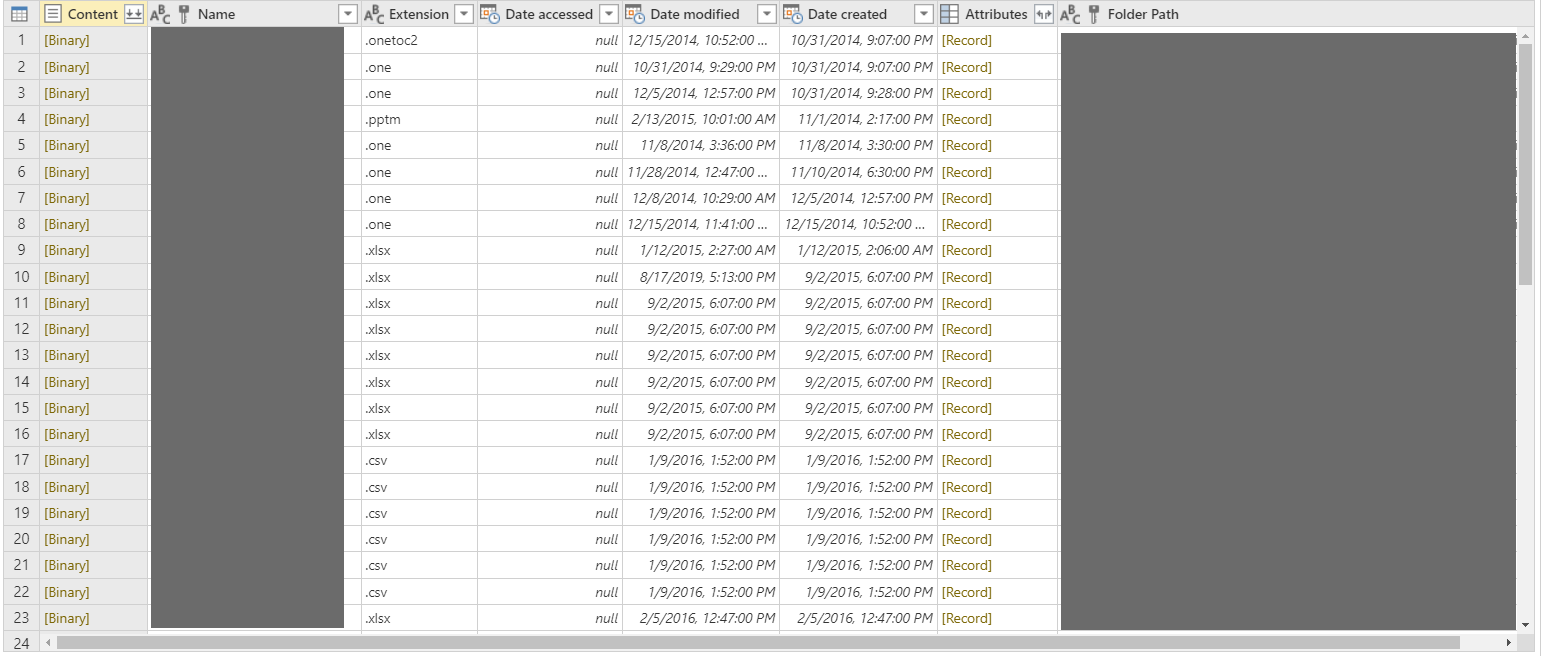 Content ABC Name ABC Extension Date accessed Date modified Date created Attributes ABC Folder Path
1 [Binary] .onetoc2 null 12/15/2014, 10:52:00 ... 10/31/2014, 9:07:00 PM [Record]
2 [Binary] .one null 10/31/2014, 9:29:00 PM 10/31/2014, 9:07:00 PM [Record]
3 [Binary] .one null 12/5/2014, 12:57:00 PM 10/31/2014, 9:28:00 PM [Record]
4 [Binary] .pptm null 2/13/2015, 10:01:00 AM 11/1/2014, 2:17:00 PM [Record]
5 [Binary] .one null 11/8/2014, 3:36:00 PM 11/8/2014, 3:30:00 PM [Record]
6 [Binary] .one null 11/28/2014, 12:47:00 ... 11/10/2014, 6:30:00 PM [Record]
7 [Binary] .one null 12/8/2014, 10:29:00 AM 12/5/2014, 12:57:00 PM [Record]
8 [Binary] .one null 12/15/2014, 11:41:00 ... 12/15/2014, 10:52:00 ... [Record]
9 [Binary] .xlsx null 1/12/2015, 2:27:00 AM 1/12/2015, 2:06:00 AM [Record]
10 [Binary] .xlsx null 8/17/2019, 5:13:00 PM 9/2/2015, 6:07:00 PM [Record]
11 [Binary] .xlsx null 9/2/2015, 6:07:00 PM 9/2/2015, 6:07:00 PM [Record]
12 [Binary] .xlsx null 9/2/2015, 6:07:00 PM 9/2/2015, 6:07:00 PM [Record]
13 [Binary] .xlsx null 9/2/2015, 6:07:00 PM 9/2/2015, 6:07:00 PM [Record]
14 [Binary] .xlsx null 9/2/2015, 6:07:00 PM 9/2/2015, 6:07:00 PM [Record]
15 [Binary] .xlsx null 9/2/2015, 6:07:00 PM 9/2/2015, 6:07:00 PM [Record]
16 [Binary] .xlsx null 9/2/2015, 6:07:00 PM 9/2/2015, 6:07:00 PM [Record]
17 [Binary] .csv null 1/9/2016, 1:52:00 PM 1/9/2016, 1:52:00 PM [Record]
18 [Binary] .csv null 1/9/2016, 1:52:00 PM 1/9/2016, 1:52:00 PM [Record]
19 [Binary] .csv null 1/9/2016, 1:52:00 PM 1/9/2016, 1:52:00 PM [Record]
20 [Binary] .csv null 1/9/2016, 1:52:00 PM 1/9/2016, 1:52:00 PM [Record]
21 [Binary] .csv null 1/9/2016, 1:52:00 PM 1/9/2016, 1:52:00 PM [Record]
22 [Binary] .csv null 1/9/2016, 1:52:00 PM 1/9/2016, 1:52:00 PM [Record]
23 [Binary] .xlsx null 2/5/2016, 12:47:00 PM 2/5/2016, 12:47:00 PM [Record]
24